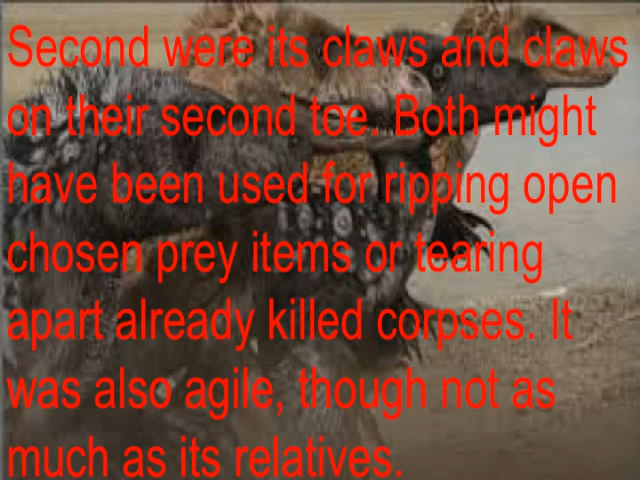 Second were its claws and claws
on their second toe. Both might
have been used for ripping open
chosen prey items or tearing
apart already killed corpses. It
was also agile, though not as
much as its relatives.